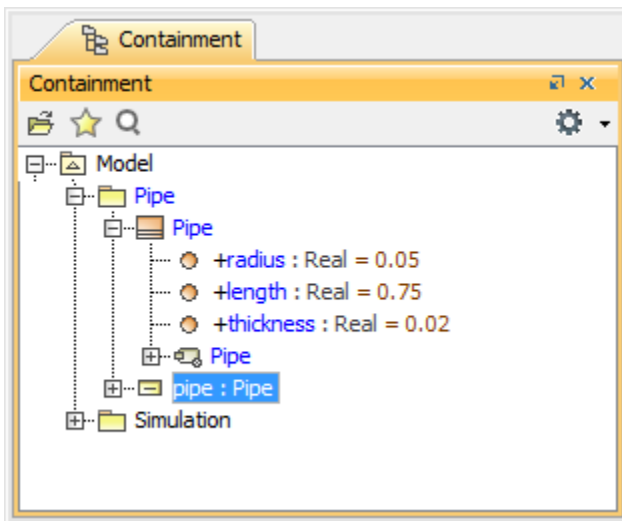 Containment
Containment
Model
Pipe
Pipe
+radius : Real = 0.05
+length : Real = 0.75
+thickness : Real = 0.02
Pipe
pipe : Pipe
Simulation